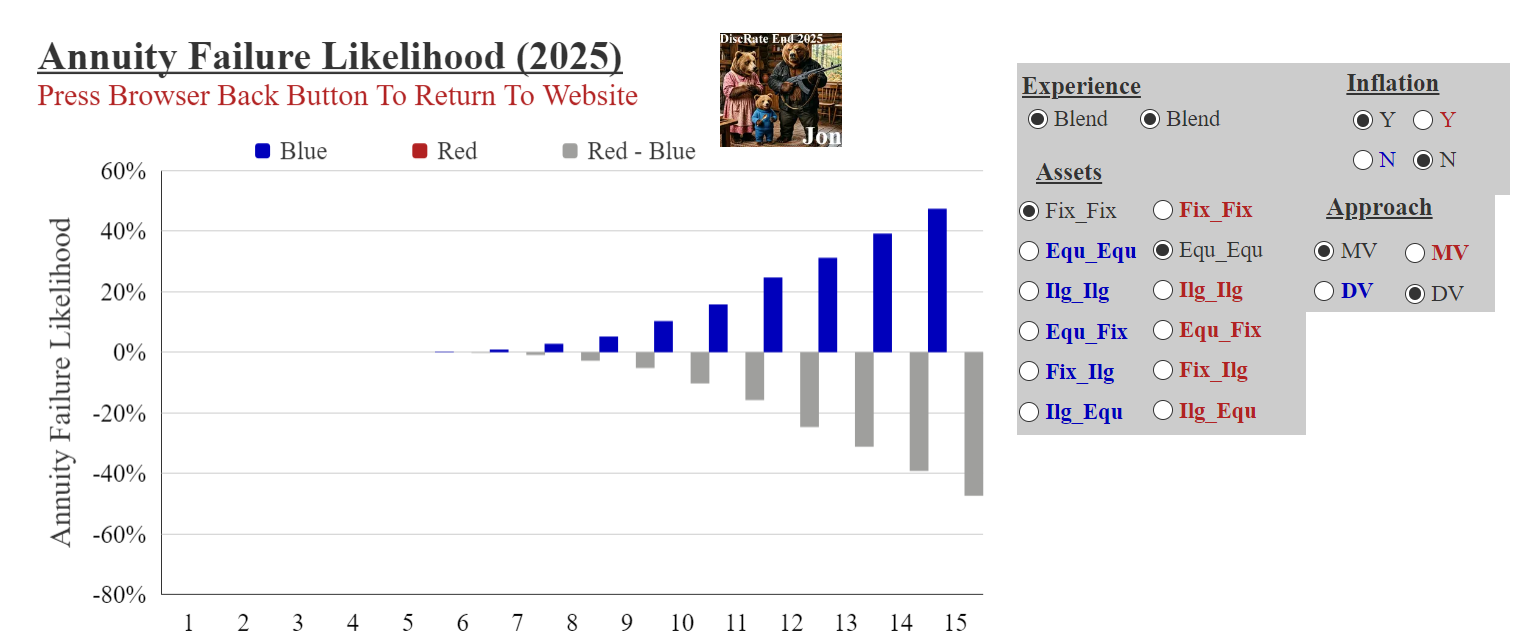 Annuity Failure Likelihood (2025)
Press Browser Back Button To Return To Website
DiscRate End 2025
Jon
Blue Red Red - Blue
Annuity Failure Likelihood
60%
40%
20%
0%
-20%
-40%
-60%
-80%
1 2 3 4 5 6 7 8 9 10 11 12 13 14 15
Experience
Blend Blend
Assets
Fix_Fix Fix_Fix
Equ_Equ Equ_Equ
Ilg_Ilg Ilg_Ilg
Equ_Fix Equ_Fix
Fix_Ilg Fix_Ilg
Ilg_Equ Ilg_Equ
Inflation
Y Y
N N
Approach
MV MV
DV DV